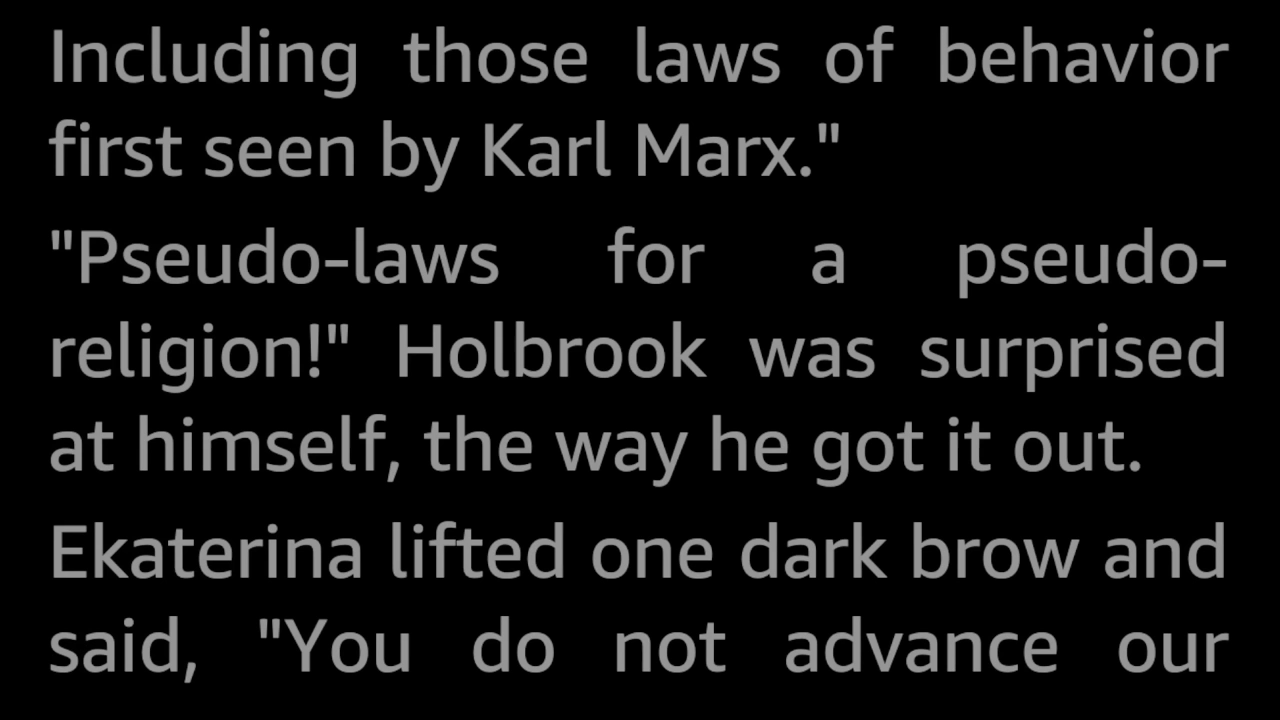 Including those laws of behavior
first seen by Karl Marx."
"Pseudo-laws for a pseudo-
religion!" Holbrook was surprised
at himself, the way he got it out.
Ekaterina lifted one dark brow and
said, "You do not advance our